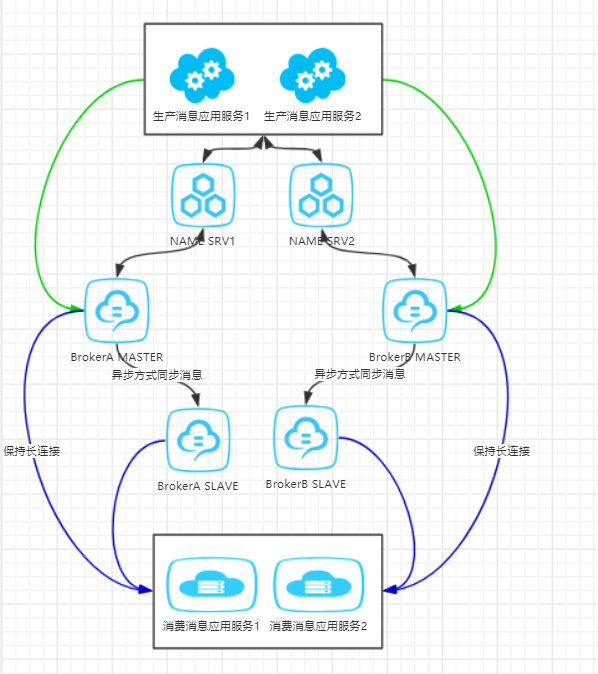 生产消息应用服务1
生产消息应用服务2
NAME SRV1
NAME SRV2
BrokerA MASTER
BrokerB MASTER
异步方式同步消息
异步方式同步消息
保持长连接
保持长连接
BrokerA SLAVE
BrokerB SLAVE
消费消息应用服务1
消费消息应用服务2